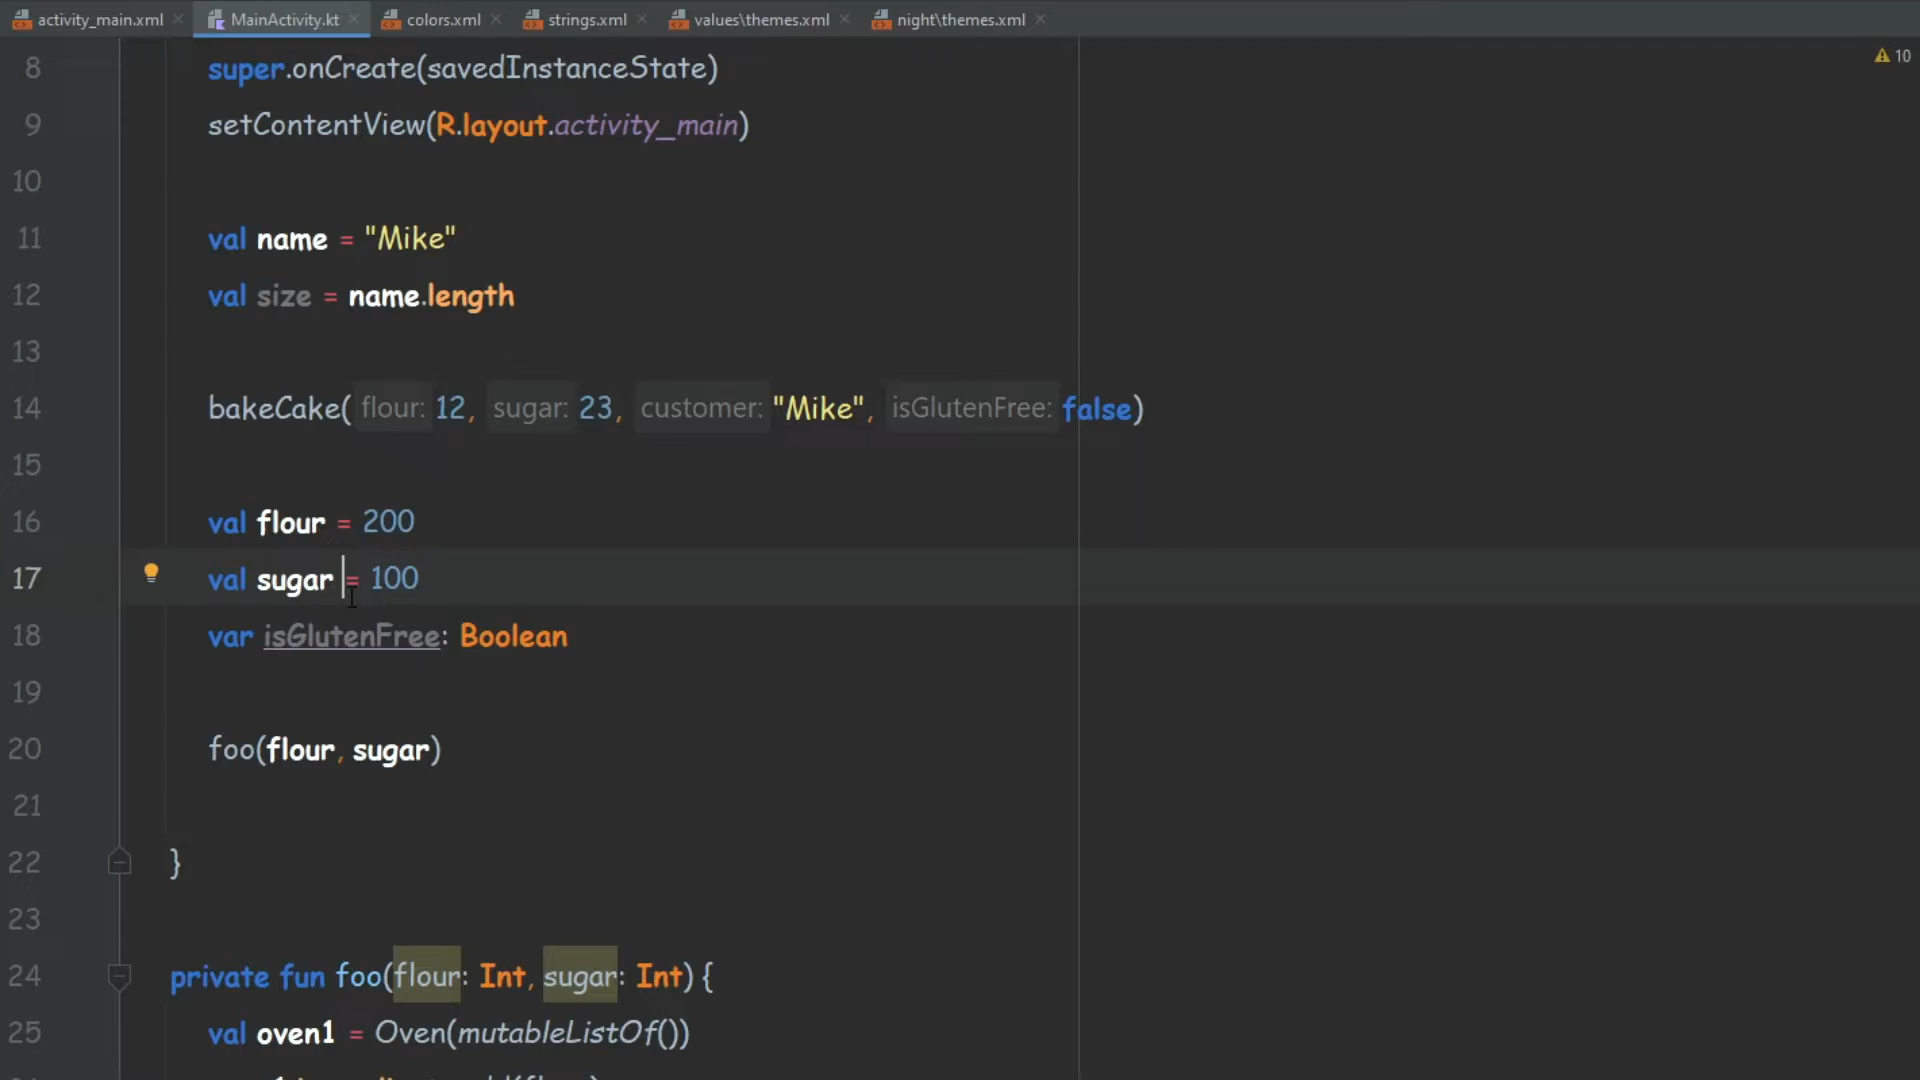 activity_main.xml MainActivity.kt colors.xml strings.xml values\themes.xml night\themes.xml
10
8 super.onCreate(savedInstanceState)
9 setContentView(R.layout.activity_main)
10
11 val name = "Mike"
12 val size = name.length
13
14 bakeCake( flour: 12, sugar: 23, customer: "Mike", isGlutenFree: false)
15
16 val flour = 200
17 val sugar = 100
18 var isGlutenFree: Boolean
19
20 foo(flour, sugar)
21
22 }
23
24 private fun foo(flour: Int, sugar: Int) {
25 val oven1 = Oven(mutableListOf())